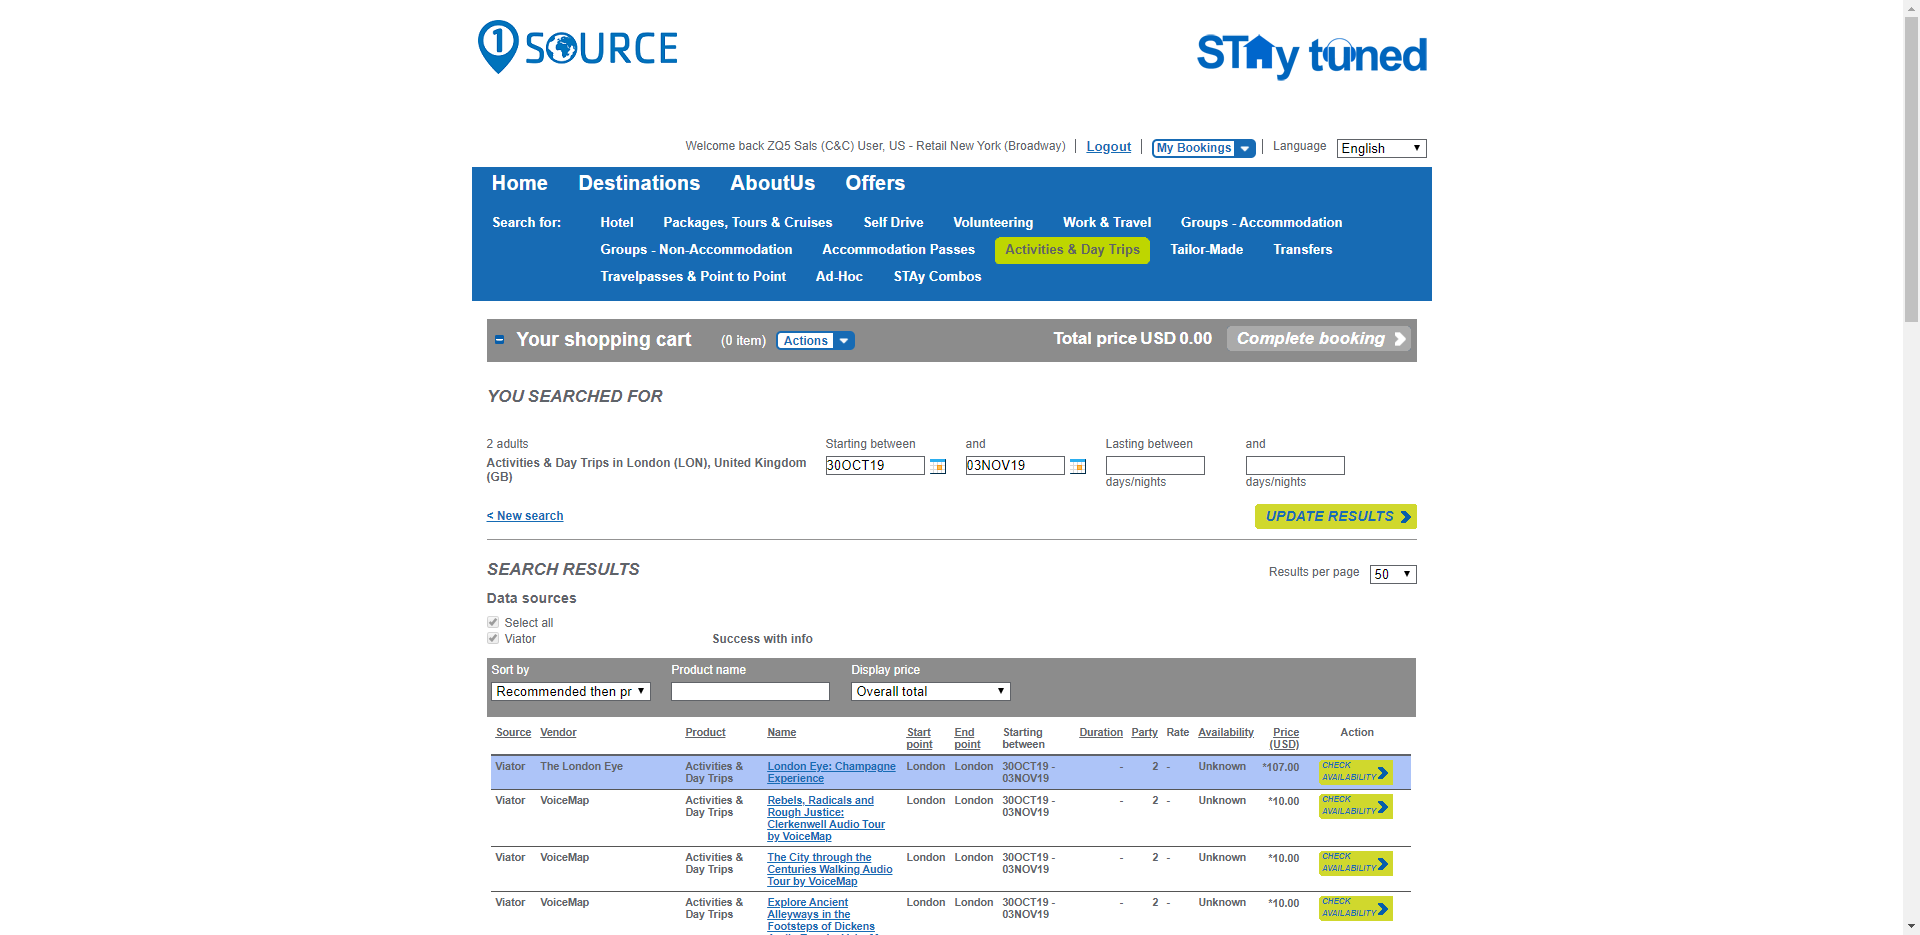 1 SOURCE
STAy tuned
Welcome back ZQ5 Sals (C&C) User, US - Retail New York (Broadway) Logout My Bookings Language English
Home Destinations AboutUs Offers
Search for: Hotel Packages, Tours & Cruises Self Drive Volunteering Work & Travel Groups - Accommodation
Groups - Non-Accommodation Accommodation Passes Activities & Day Trips Tailor-Made Transfers
Travelpasses & Point to Point Ad-Hoc STAy Combos
Your shopping cart (0 item) Actions Total price USD 0.00 Complete booking
YOU SEARCHED FOR
2 adults Starting between and Lasting between and
Activities & Day Trips in London (LON), United Kingdom (GB) 30OCT19 03NOV19
days/nights days/nights
< New search UPDATE RESULTS
SEARCH RESULTS Results per page 50
Data sources
Select all
Viator Success with info
Sort by Product name Display price
Recommended then pr Overall total
Source Vendor Product Name Start point End point Starting between Duration Party Rate Availability Price (USD) Action
Viator The London Eye Activities & Day Trips London Eye: Champagne Experience London London 30OCT19 - 03NOV19 - 2 - Unknown *107.00 CHECK AVAILABILITY
Viator VoiceMap Activities & Day Trips Rebels, Radicals and Rough Justice: Clerkenwell Audio Tour by VoiceMap London London 30OCT19 - 03NOV19 - 2 - Unknown *10.00 CHECK AVAILABILITY
Viator VoiceMap Activities & Day Trips The City through the Centuries Walking Audio Tour by VoiceMap London London 30OCT19 - 03NOV19 - 2 - Unknown *10.00 CHECK AVAILABILITY
Viator VoiceMap Activities & Day Trips Explore Ancient Alleyways in the Footsteps of Dickens London London 30OCT19 - 03NOV19 - 2 - Unknown *10.00 CHECK AVAILABILITY